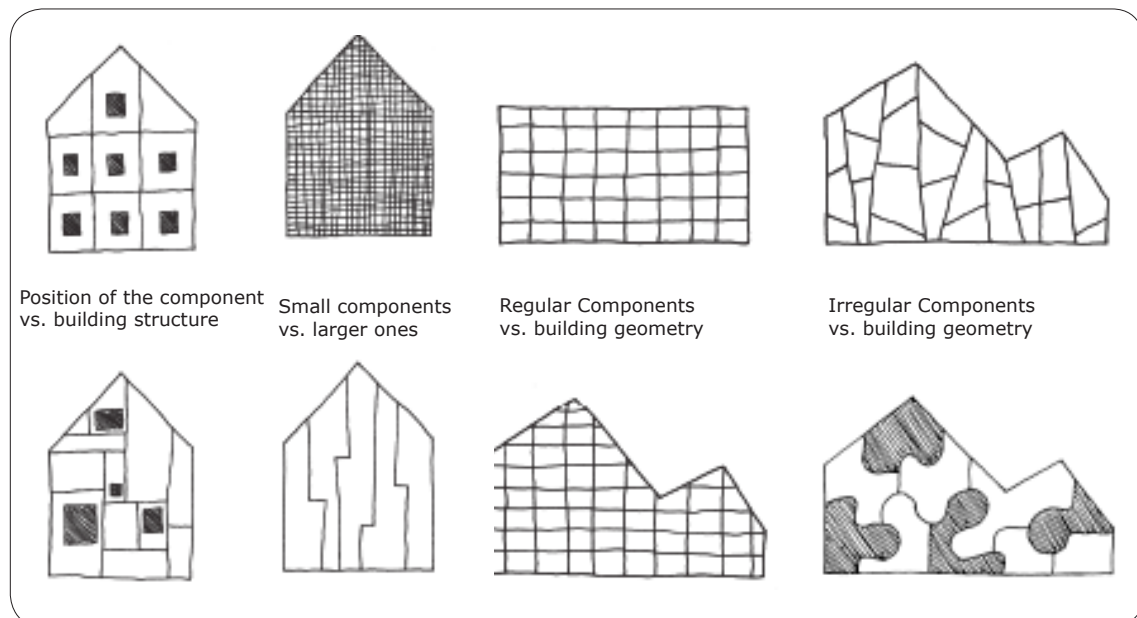 Position of the component
vs. building structure
Small components
vs. larger ones
Regular Components
vs. building geometry
Irregular Components
vs. building geometry